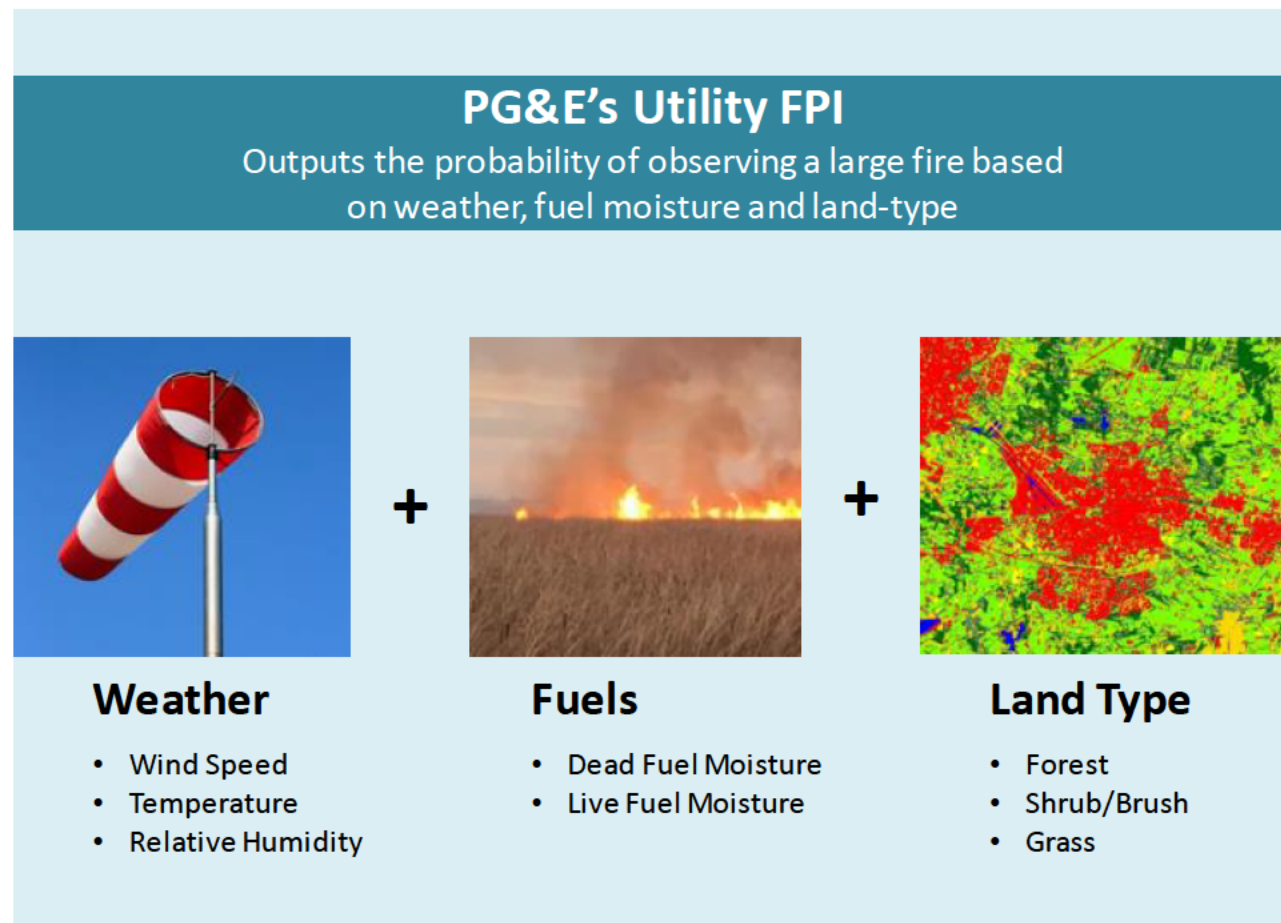 PG&E's Utility FPI
Outputs the probability of observing a large fire based
on weather, fuel moisture and land-type
+
+
Weather
• Wind Speed
• Temperature
• Relative Humidity
Fuels
• Dead Fuel Moisture
• Live Fuel Moisture
Land Type
• Forest
• Shrub/Brush
• Grass